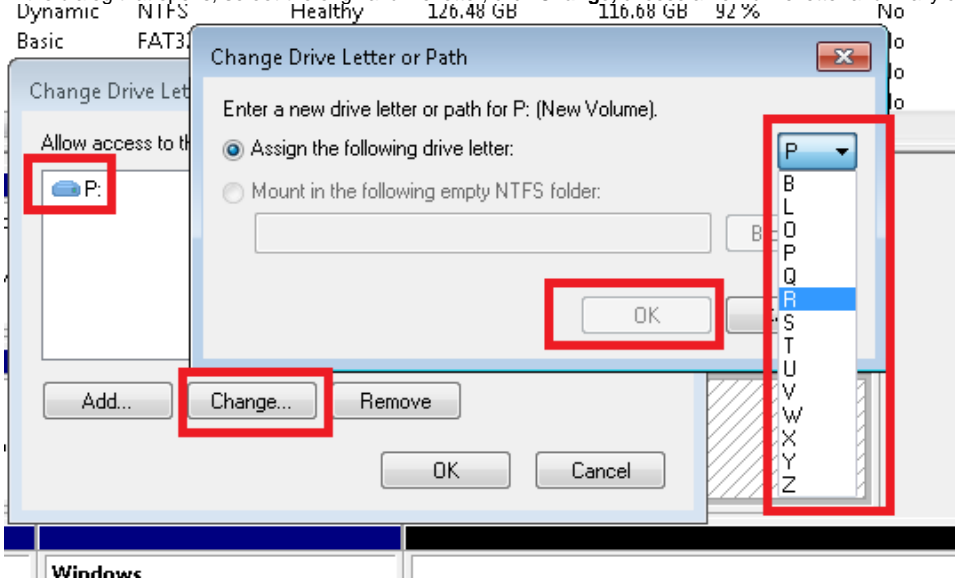 Dynamic NTFS Healthy 126.48 GB 116.68 GB 92 % No
Basic FAT3
Change Drive Letter or Path
Change Drive Let
Enter a new drive letter or path for P: (New Volume).
Allow access to th
Assign the following drive letter:
P
P:
Mount in the following empty NTFS folder:
B
L
O
P
Q
R
S
T
U
V
W
X
Y
Z
OK
Add...
Change...
Remove
OK
Cancel
Windows